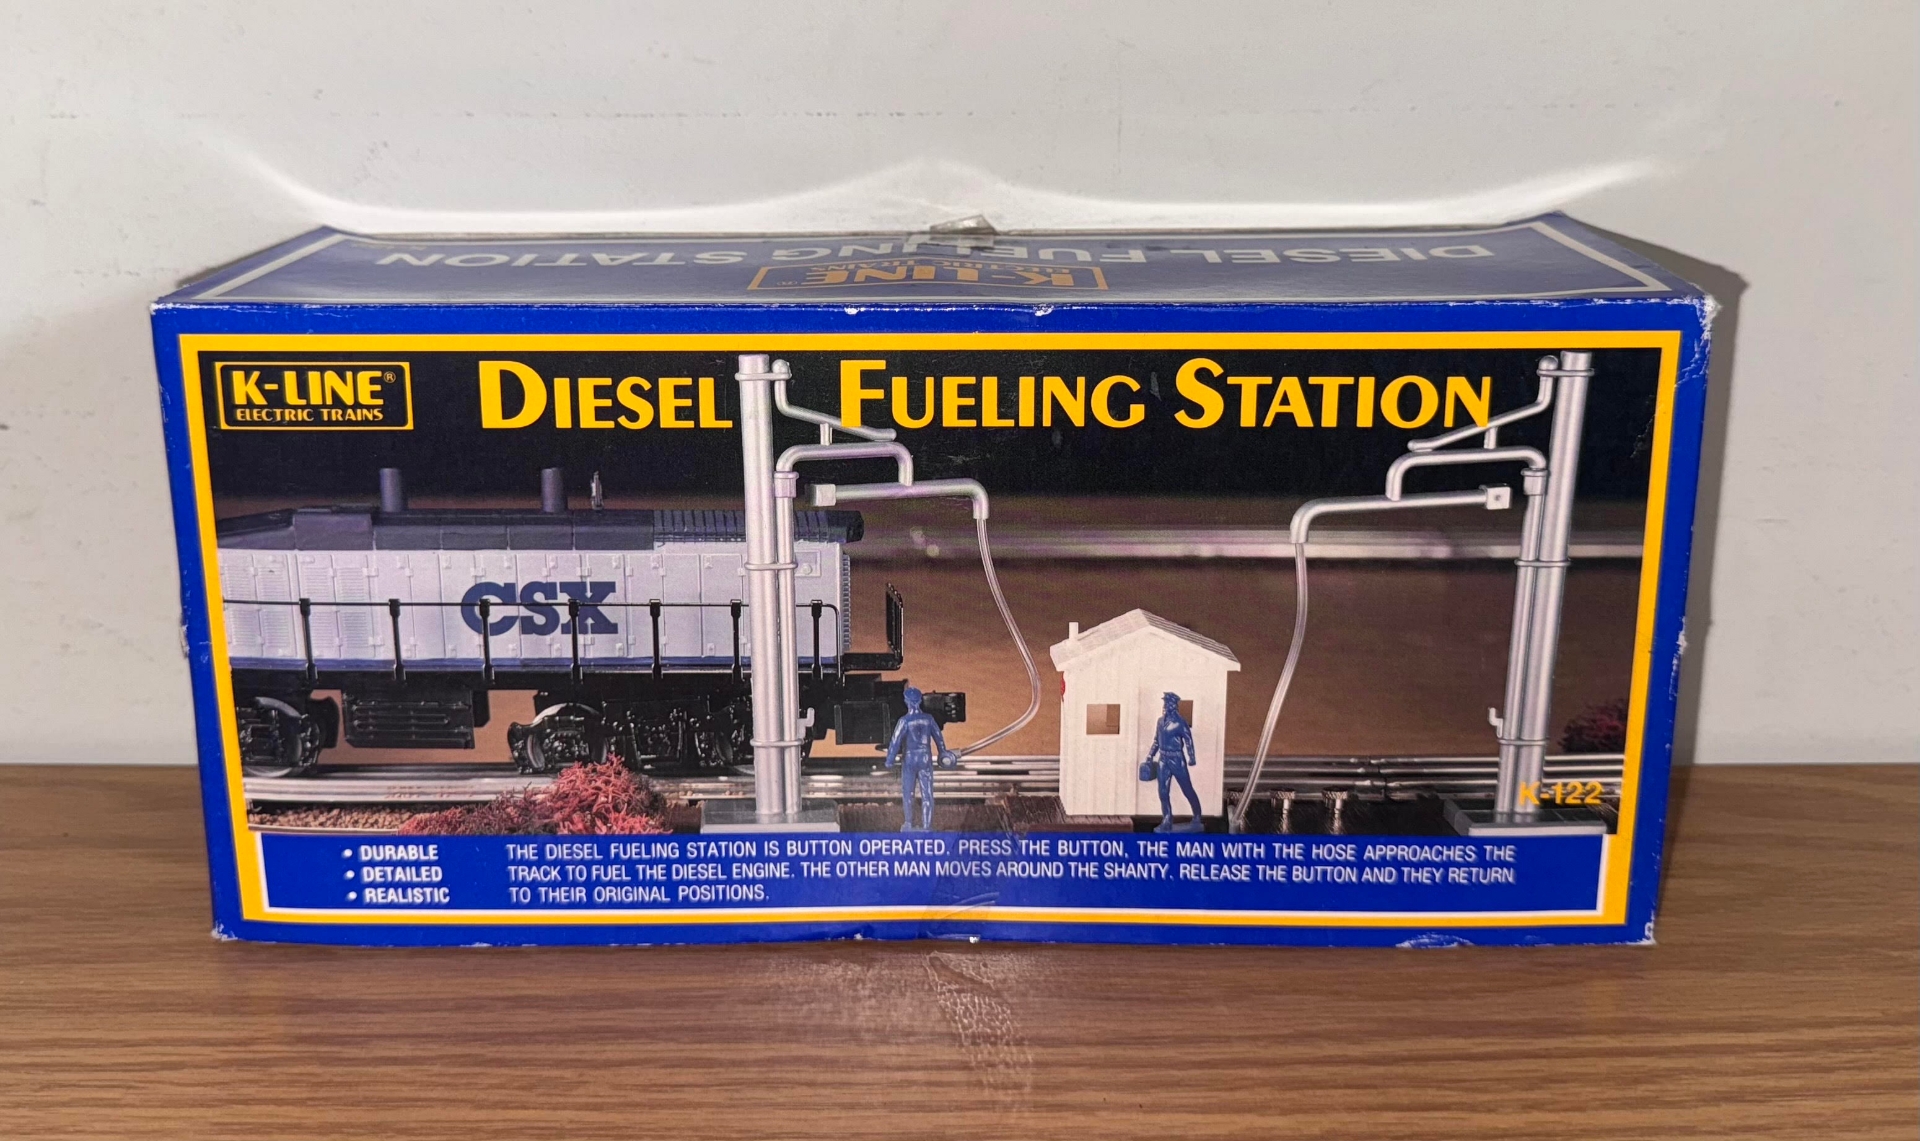 DIESEL FUELING STATION
K-LINE®
ELECTRIC TRAINS
K-LINE®
ELECTRIC TRAINS
DIESEL FUELING STATION
CSX
K-122
• DURABLE
• DETAILED
• REALISTIC
THE DIESEL FUELING STATION IS BUTTON OPERATED. PRESS THE BUTTON, THE MAN WITH THE HOSE APPROACHES THE
TRACK TO FUEL THE DIESEL ENGINE. THE OTHER MAN MOVES AROUND THE SHANTY. RELEASE THE BUTTON AND THEY RETURN
TO THEIR ORIGINAL POSITIONS.